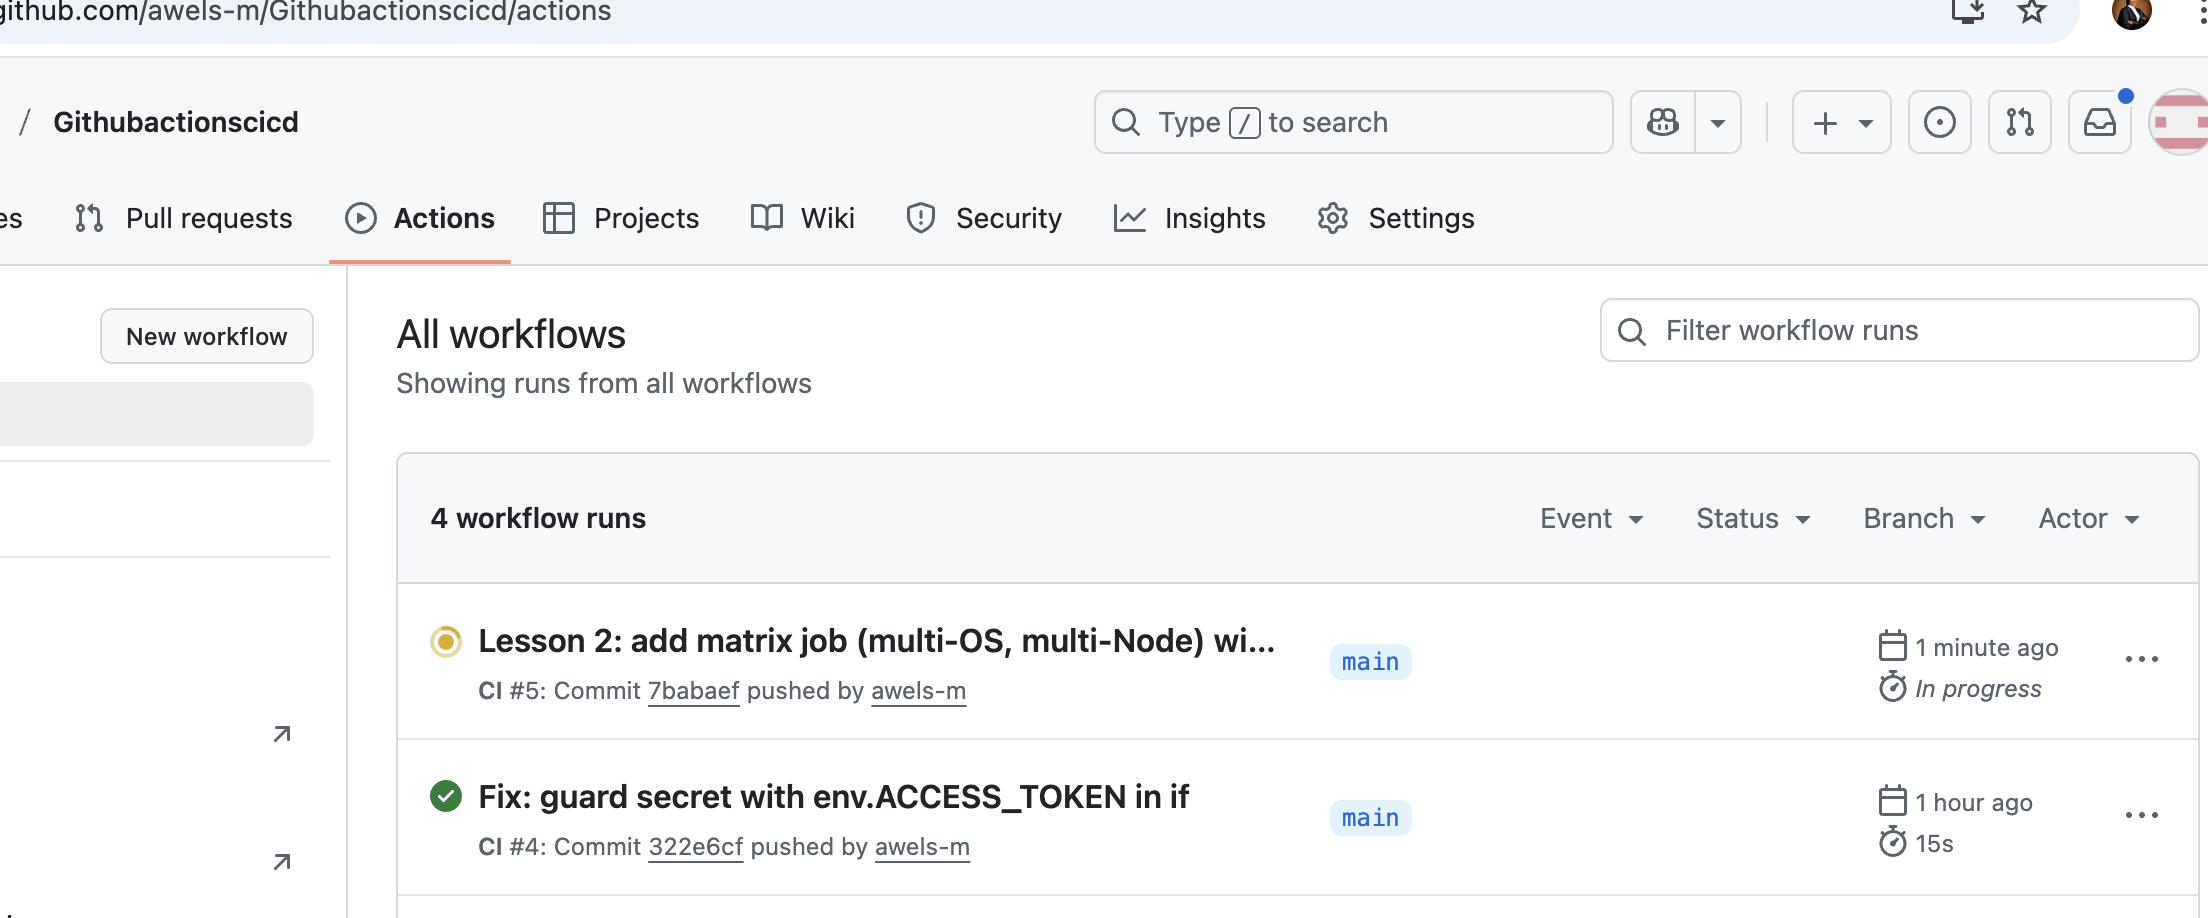 github.com/awels-m/Githubactionscicd/actions
/ Githubactionscicd
Type / to search
es
Pull requests
Actions
Projects
Wiki
Security
Insights
Settings
New workflow
All workflows
Showing runs from all workflows
Filter workflow runs
4 workflow runs
Event
Status
Branch
Actor
Lesson 2: add matrix job (multi-OS, multi-Node) wi...
CI #5: Commit 7babaef pushed by awels-m
main
1 minute ago
In progress
Fix: guard secret with env.ACCESS_TOKEN in if
CI #4: Commit 322e6cf pushed by awels-m
main
1 hour ago
15s